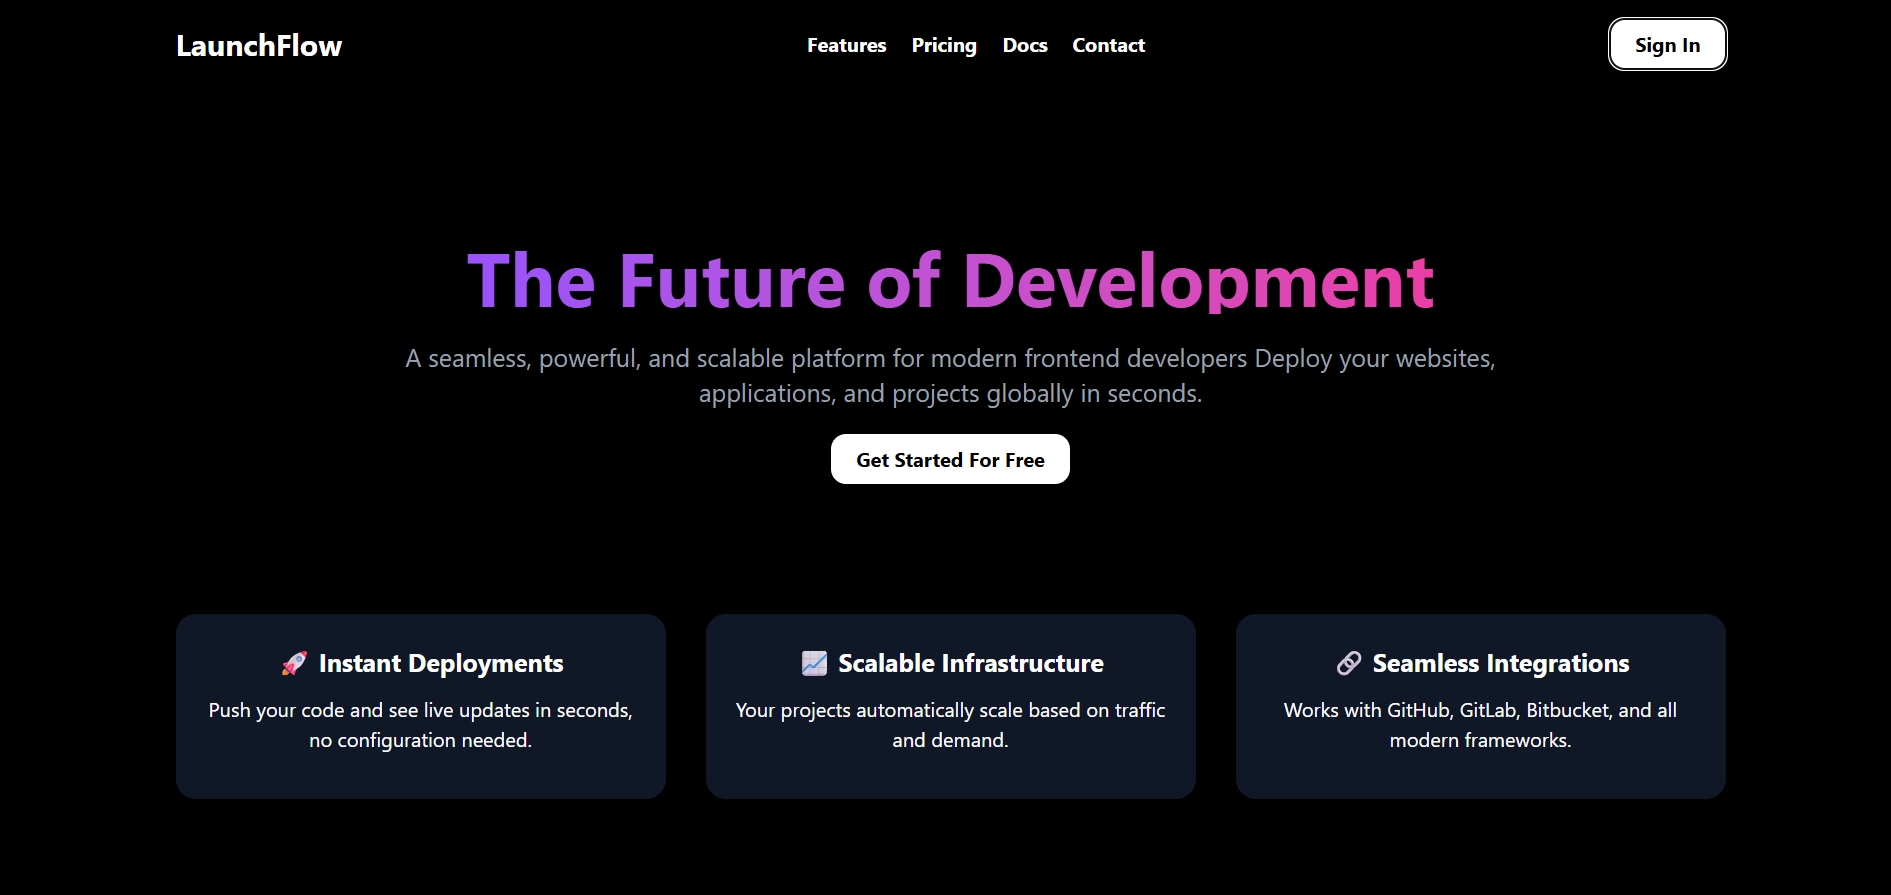 LaunchFlow
Features Pricing Docs Contact
Sign In
The Future of Development
A seamless, powerful, and scalable platform for modern frontend developers Deploy your websites,
applications, and projects globally in seconds.
Get Started For Free
🚀 Instant Deployments
Push your code and see live updates in seconds,
no configuration needed.
📈 Scalable Infrastructure
Your projects automatically scale based on traffic
and demand.
🔗 Seamless Integrations
Works with GitHub, GitLab, Bitbucket, and all
modern frameworks.